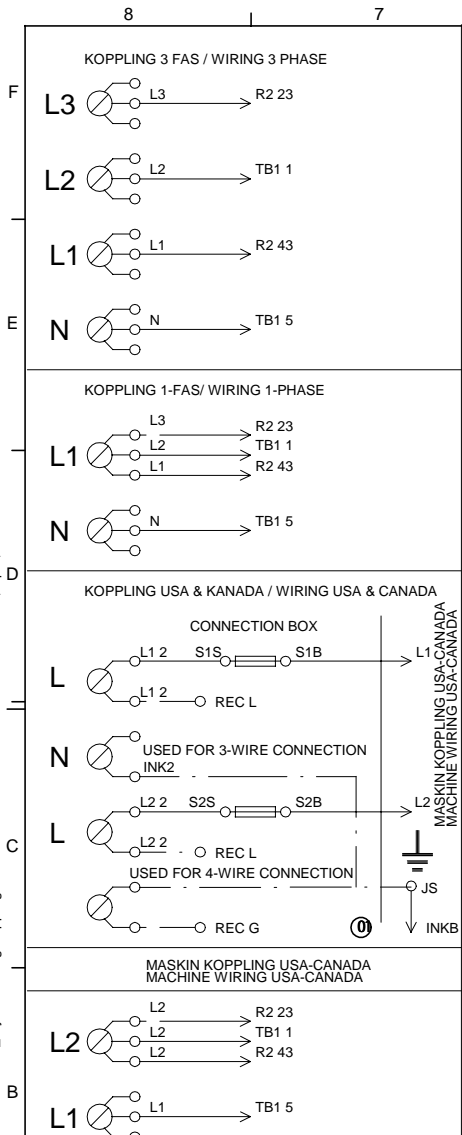 8 7
KOPPLING 3 FAS / WIRING 3 PHASE
F
L3 L3 R2 23
L2 L2 TB1 1
L1 L1 R2 43
E
N N TB1 5
KOPPLING 1-FAS/ WIRING 1-PHASE
L3 R2 23
L1 L2 TB1 1
L1 R2 43
N N TB1 5
D
KOPPLING USA & KANADA / WIRING USA & CANADA
CONNECTION BOX
L1 2 S1S S1B L1
L
L1 2 REC L
MASKIN KOPPLING USA-CANADA
MACHINE WIRING USA-CANADA
N
USED FOR 3-WIRE CONNECTION
INK2
L2 2 S2S S2B L2
L
C
L2 2 REC L
USED FOR 4-WIRE CONNECTION
JS
REC G 01 INKB
MASKIN KOPPLING USA-CANADA
MACHINE WIRING USA-CANADA
L2 R2 23
L2 L2 TB1 1
L2 R2 43
B
L1 L1 TB1 5